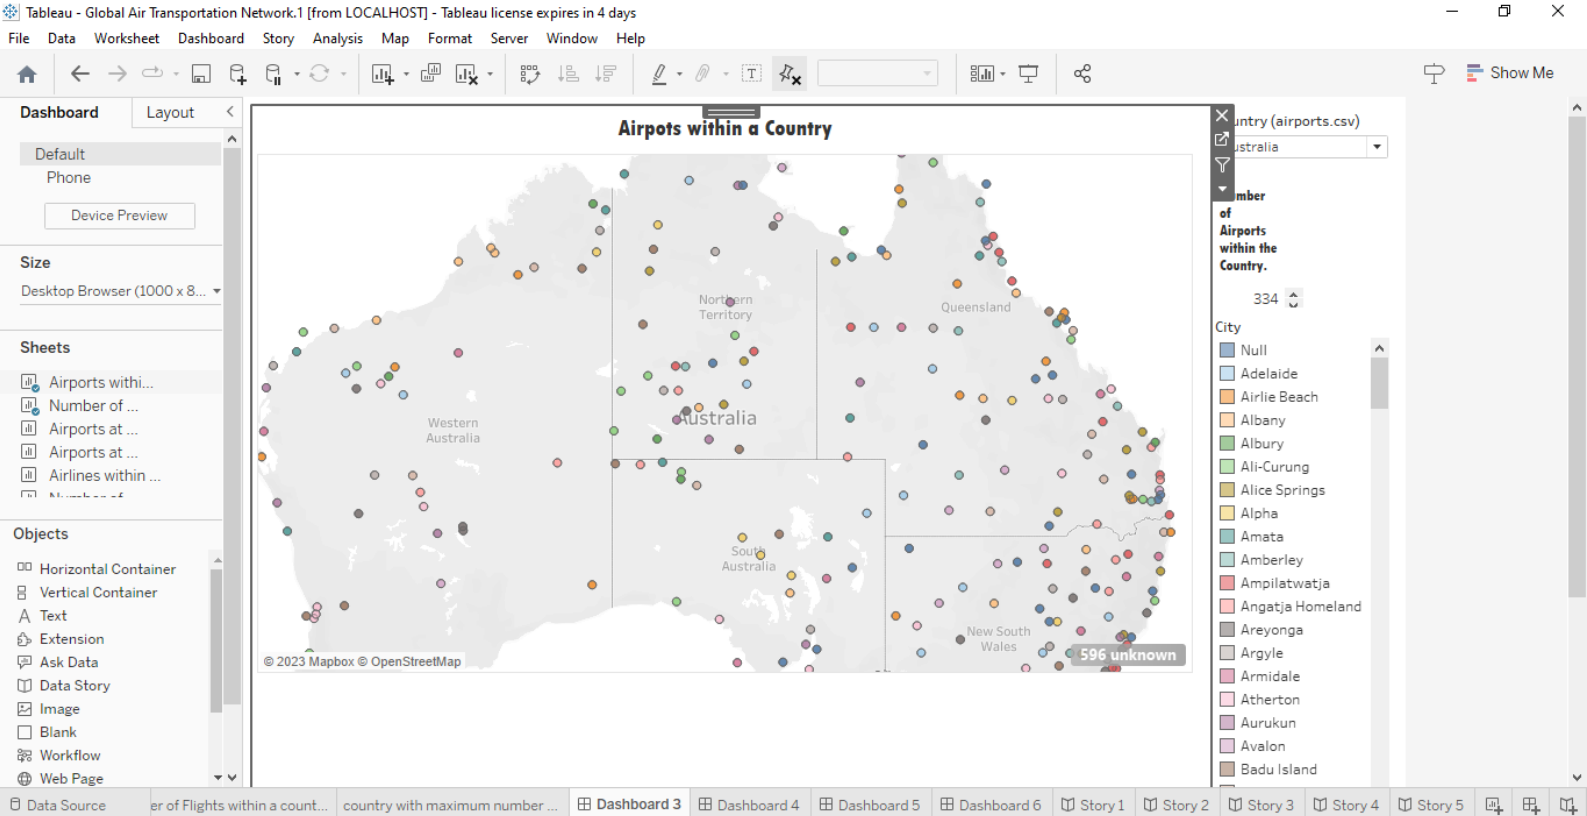 Tableau - Global Air Transportation Network.1 [from LOCALHOST] - Tableau license expires in 4 days
File Data Worksheet Dashboard Story Analysis Map Format Server Window Help
Show Me
Dashboard Layout
Default
Phone
Device Preview
Size
Desktop Browser (1000 x 8...
Sheets
Airports withi...
Number of ...
Airports at ...
Airports at ...
Airlines within ...
Number of
Objects
Horizontal Container
Vertical Container
Text
Extension
Ask Data
Data Story
Image
Blank
Workflow
Web Page
Airpots within a Country
Northern
Territory
Queensland
Western
Australia
Australia
South
Australia
New South
Wales
© 2023 Mapbox © OpenStreetMap
596 unknown
untry (airports.csv)
ustralia
mber
of
Airports
within the
Country.
334
City
Null
Adelaide
Airlie Beach
Albany
Albury
Ali-Curung
Alice Springs
Alpha
Amata
Amberley
Ampilatwatja
Angatja Homeland
Areyonga
Argyle
Armidale
Atherton
Aurukun
Avalon
Badu Island
Data Source er of Flights within a count... country with maximum number ... Dashboard 3 Dashboard 4 Dashboard 5 Dashboard 6 Story 1 Story 2 Story 3 Story 4 Story 5